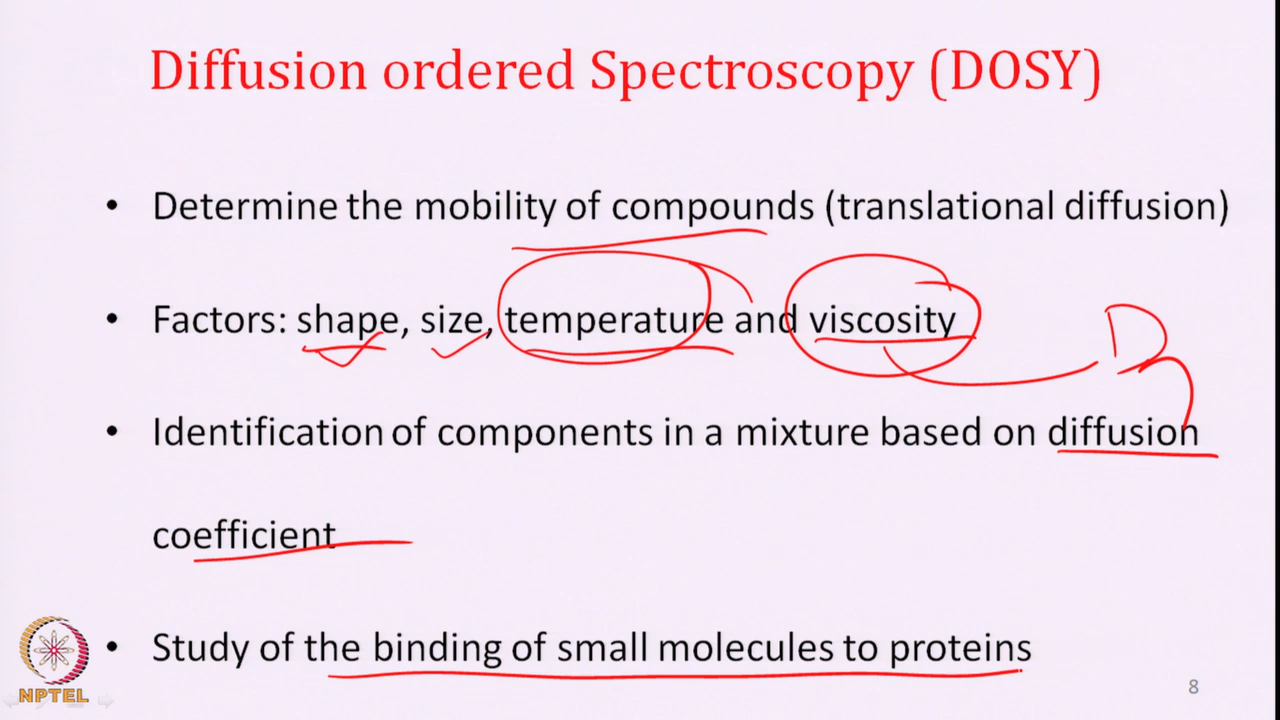 Diffusion ordered Spectroscopy (DOSY)
• Determine the mobility of compounds (translational diffusion)
• Factors: shape, size, temperature and viscosity
D
• Identification of components in a mixture based on diffusion
coefficient
• Study of the binding of small molecules to proteins
NPTEL
8